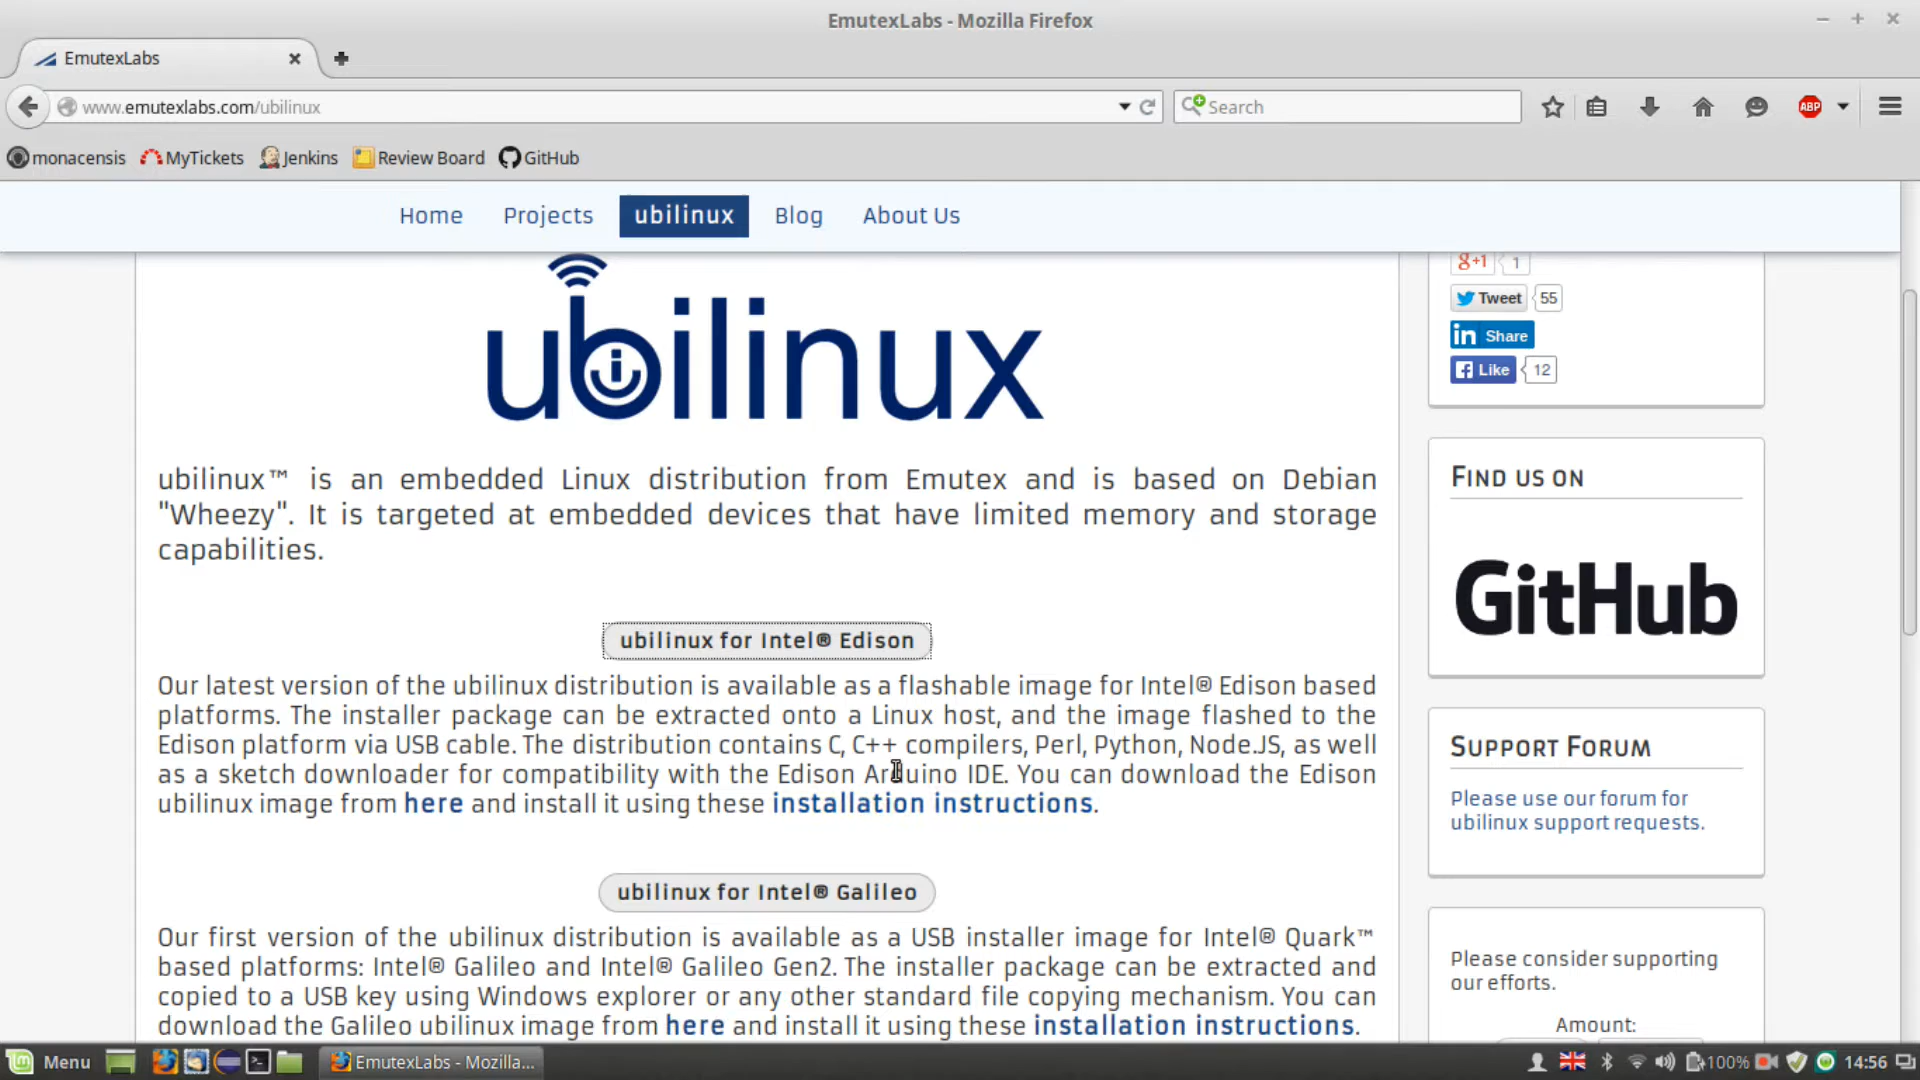 EmutexLabs - Mozilla Firefox
EmutexLabs
www.emutexlabs.com/ubilinux
Search
ABP
monacensis MyTickets Jenkins Review Board GitHub
Home Projects ubilinux Blog About Us
g+1 1
Tweet 55
in Share
Like 12
ubilinux
ubilinux™ is an embedded Linux distribution from Emutex and is based on Debian
"Wheezy". It is targeted at embedded devices that have limited memory and storage
capabilities.
ubilinux for Intel® Edison
Our latest version of the ubilinux distribution is available as a flashable image for Intel® Edison based
platforms. The installer package can be extracted onto a Linux host, and the image flashed to the
Edison platform via USB cable. The distribution contains C, C++ compilers, Perl, Python, Node.JS, as well
as a sketch downloader for compatibility with the Edison Arduino IDE. You can download the Edison
ubilinux image from here and install it using these installation instructions.
ubilinux for Intel® Galileo
Our first version of the ubilinux distribution is available as a USB installer image for Intel® Quark™
based platforms: Intel® Galileo and Intel® Galileo Gen2. The installer package can be extracted and
copied to a USB key using Windows explorer or any other standard file copying mechanism. You can
download the Galileo ubilinux image from here and install it using these installation instructions.
Find us on
GitHub
Support Forum
Please use our forum for
ubilinux support requests.
Please consider supporting
our efforts.
Amount:
Menu EmutexLabs - Mozilla... 100% 14:56